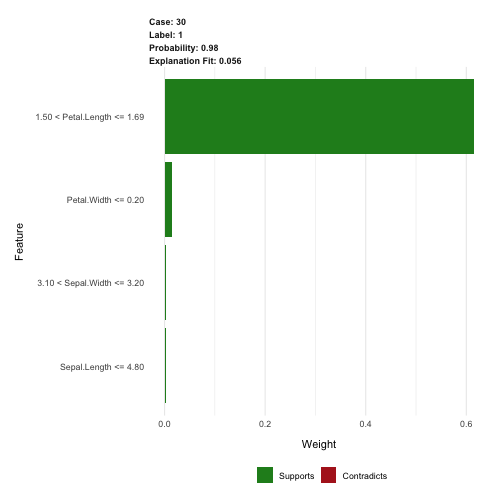 Case: 30
Label: 1
Probability: 0.98
Explanation Fit: 0.056
1.50 < Petal.Length <= 1.69
Petal.Width <= 0.20
3.10 < Sepal.Width <= 3.20
Sepal.Length <= 4.80
Feature
0.0 0.2 0.4 0.6
Weight
Supports Contradicts